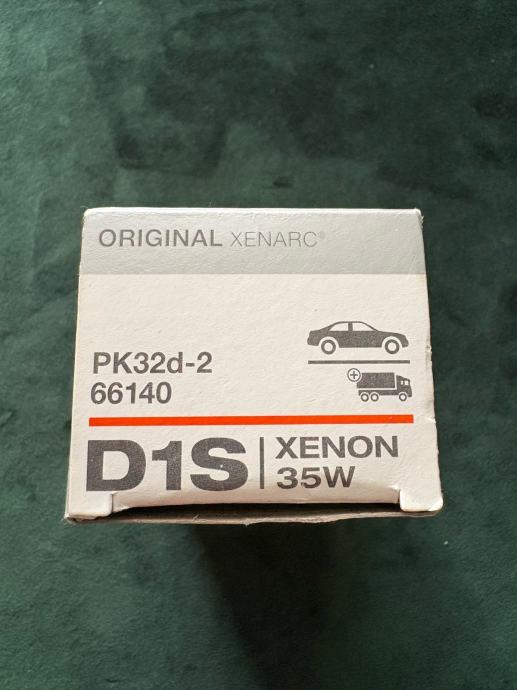 ORIGINAL XENARC®
PK32d-2
66140
D1S
XENON
35W